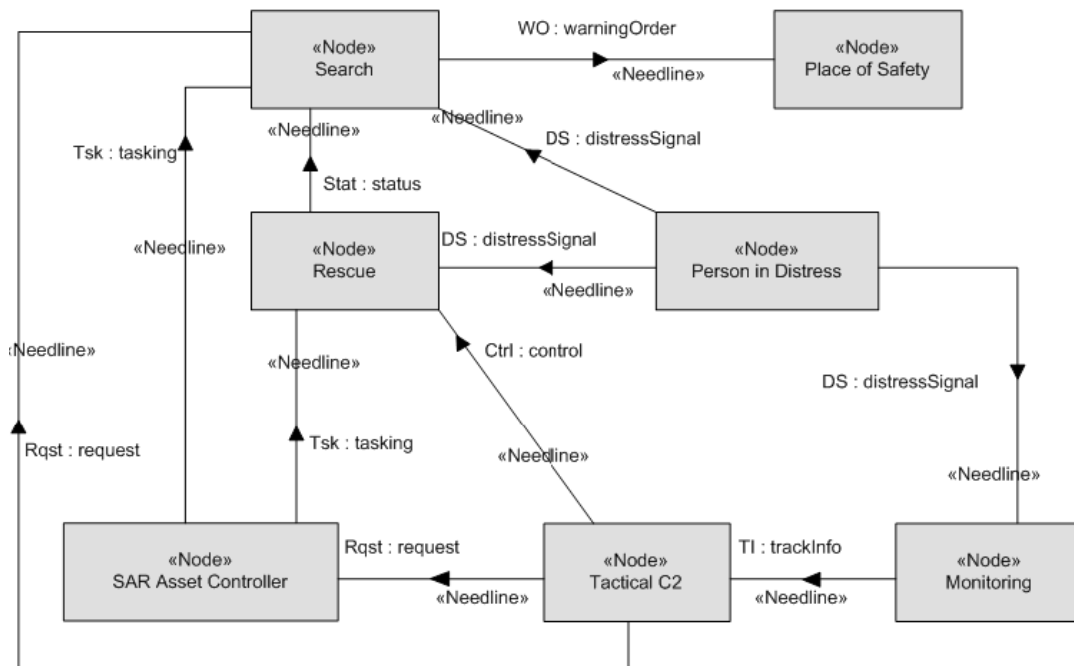 WO : warningOrder
«Node»
Search
«Needline»
«Node»
Place of Safety
«Needline»
«Needline»
DS : distressSignal
Tsk : tasking
Stat : status
«Needline»
«Node»
Rescue
DS : distressSignal
«Needline»
«Node»
Person in Distress
«Needline»
«Needline»
Ctrl : control
DS : distressSignal
Rqst : request
Tsk : tasking
«Needline»
«Needline»
«Node»
SAR Asset Controller
Rqst : request
«Needline»
«Node»
Tactical C2
TI : trackInfo
«Needline»
«Node»
Monitoring